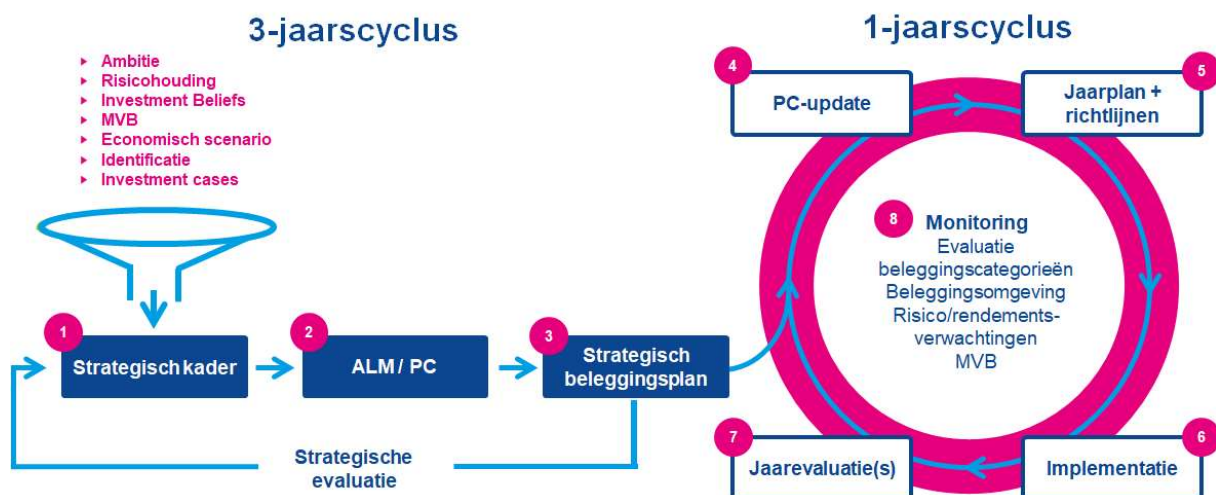 3-jaarscyclus
Ambitie
Risicohouding
Investment Beliefs
MVB
Economisch scenario
Identificatie
Investment cases
1
Strategisch kader
2
ALM / PC
3
Strategisch
beleggingsplan
Strategische
evaluatie
1-jaarscyclus
4
PC-update
5
Jaarplan +
richtlijnen
8
Monitoring
Evaluatie
beleggingscategorieën
Beleggingsomgeving
Risico/rendements-
verwachtingen
MVB
7
Jaarevaluatie(s)
6
Implementatie